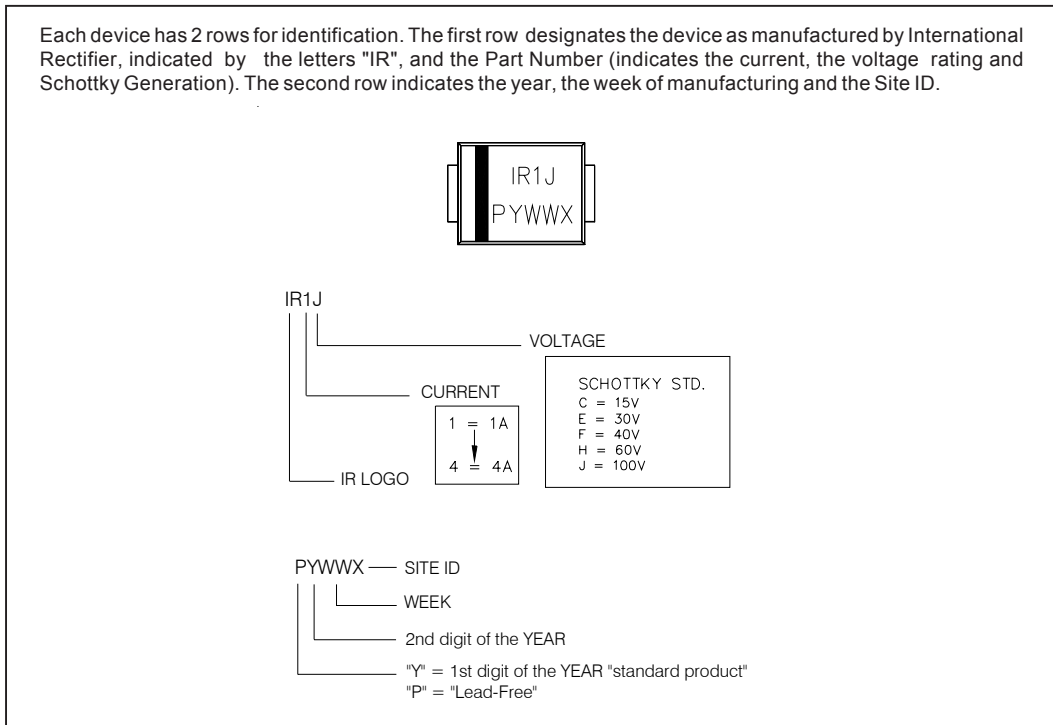 Each device has 2 rows for identification. The first row designates the device as manufactured by International
Rectifier, indicated by the letters "IR", and the Part Number (indicates the current, the voltage rating and
Schottky Generation). The second row indicates the year, the week of manufacturing and the Site ID.
IR1J
PYWWX
IR1J
VOLTAGE
SCHOTTKY STD.
C = 15V
E = 30V
F = 40V
H = 60V
J = 100V
CURRENT
1 = 1A
4 = 4A
IR LOGO
PYWWX
SITE ID
WEEK
2nd digit of the YEAR
"Y" = 1st digit of the YEAR "standard product"
"P" = "Lead-Free"